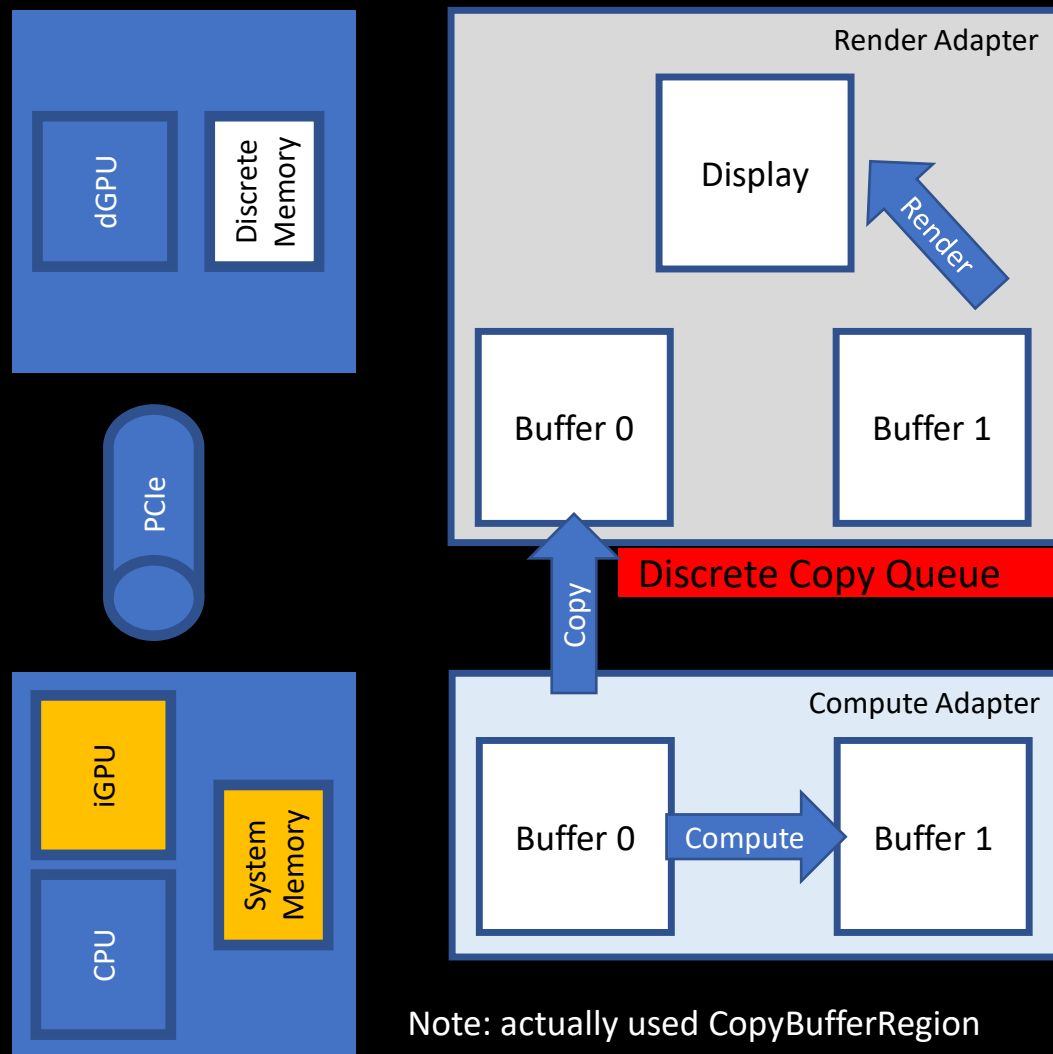 dGPU
Discrete
Memory
PCIe
iGPU
System
Memory
CPU
Render Adapter
Display
Render
Buffer 0
Buffer 1
Discrete Copy Queue
Copy
Compute Adapter
Buffer 0
Compute
Buffer 1
Note: actually used CopyBufferRegion